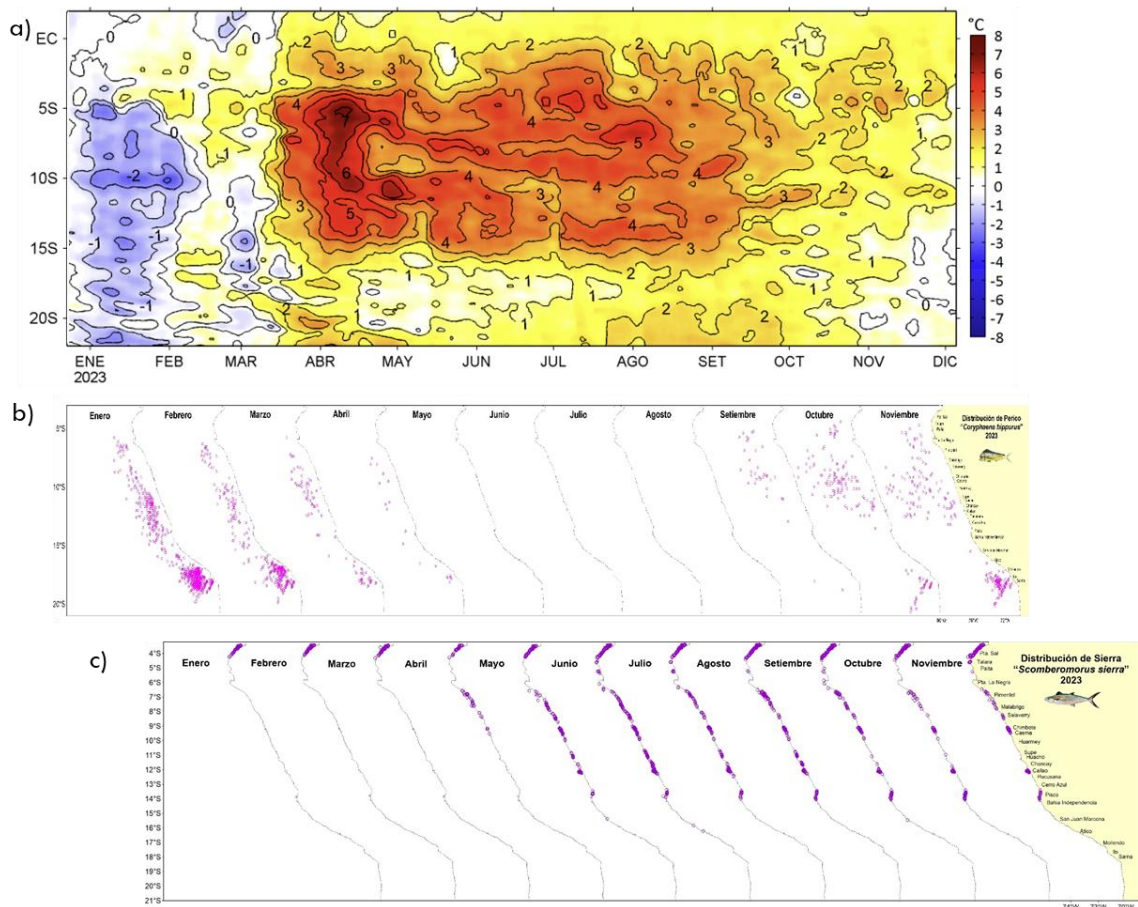 a)
°C
EC
5S
10S
15S
20S
ENE FEB MAR ABR MAY JUN JUL AGO SET OCT NOV DIC
2023
8
7
6
5
4
3
2
1
0
-1
-2
-3
-4
-5
-6
-7
-8
b)
Enero Febrero Marzo Abril Mayo Junio Julio Agosto Setiembre Octubre Noviembre
Distribución de Perico
"Coryphaena hippurus"
2023
5°S
10°S
15°S
20°S
c)
Enero Febrero Marzo Abril Mayo Junio Julio Agosto Setiembre Octubre Noviembre
Distribución de Sierra
"Scomberomorus sierra"
2023
4°S
5°S
6°S
7°S
8°S
9°S
10°S
11°S
12°S
13°S
14°S
15°S
16°S
17°S
18°S
19°S
20°S
21°S
Pta. Sal
Talara
Paita
Pta. La Negra
Pimentel
Malabrigo
Salaverry
Chimbote
Casma
Huarmey
Supe
Huacho
Chancay
Callao
Pucusana
Cerro Azul
Pisco
Bahía Independencia
San Juan Marcona
Atico
Mollendo
Ilo
Sama